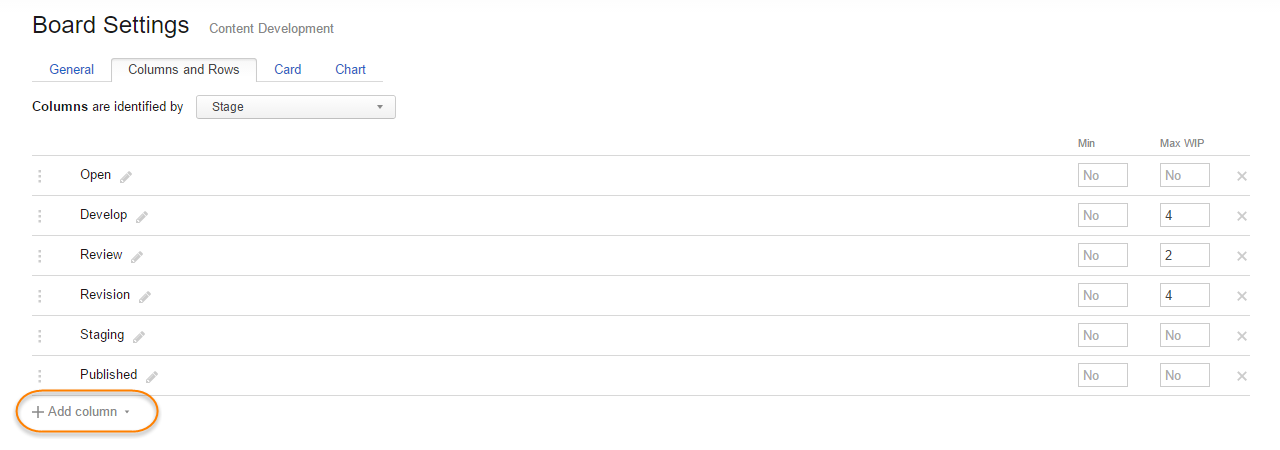 Board Settings Content Development
General Columns and Rows Card Chart
Columns are identified by Stage
Min Max WIP
Open No No
Develop No 4
Review No 2
Revision No 4
Staging No No
Published No No
Add column